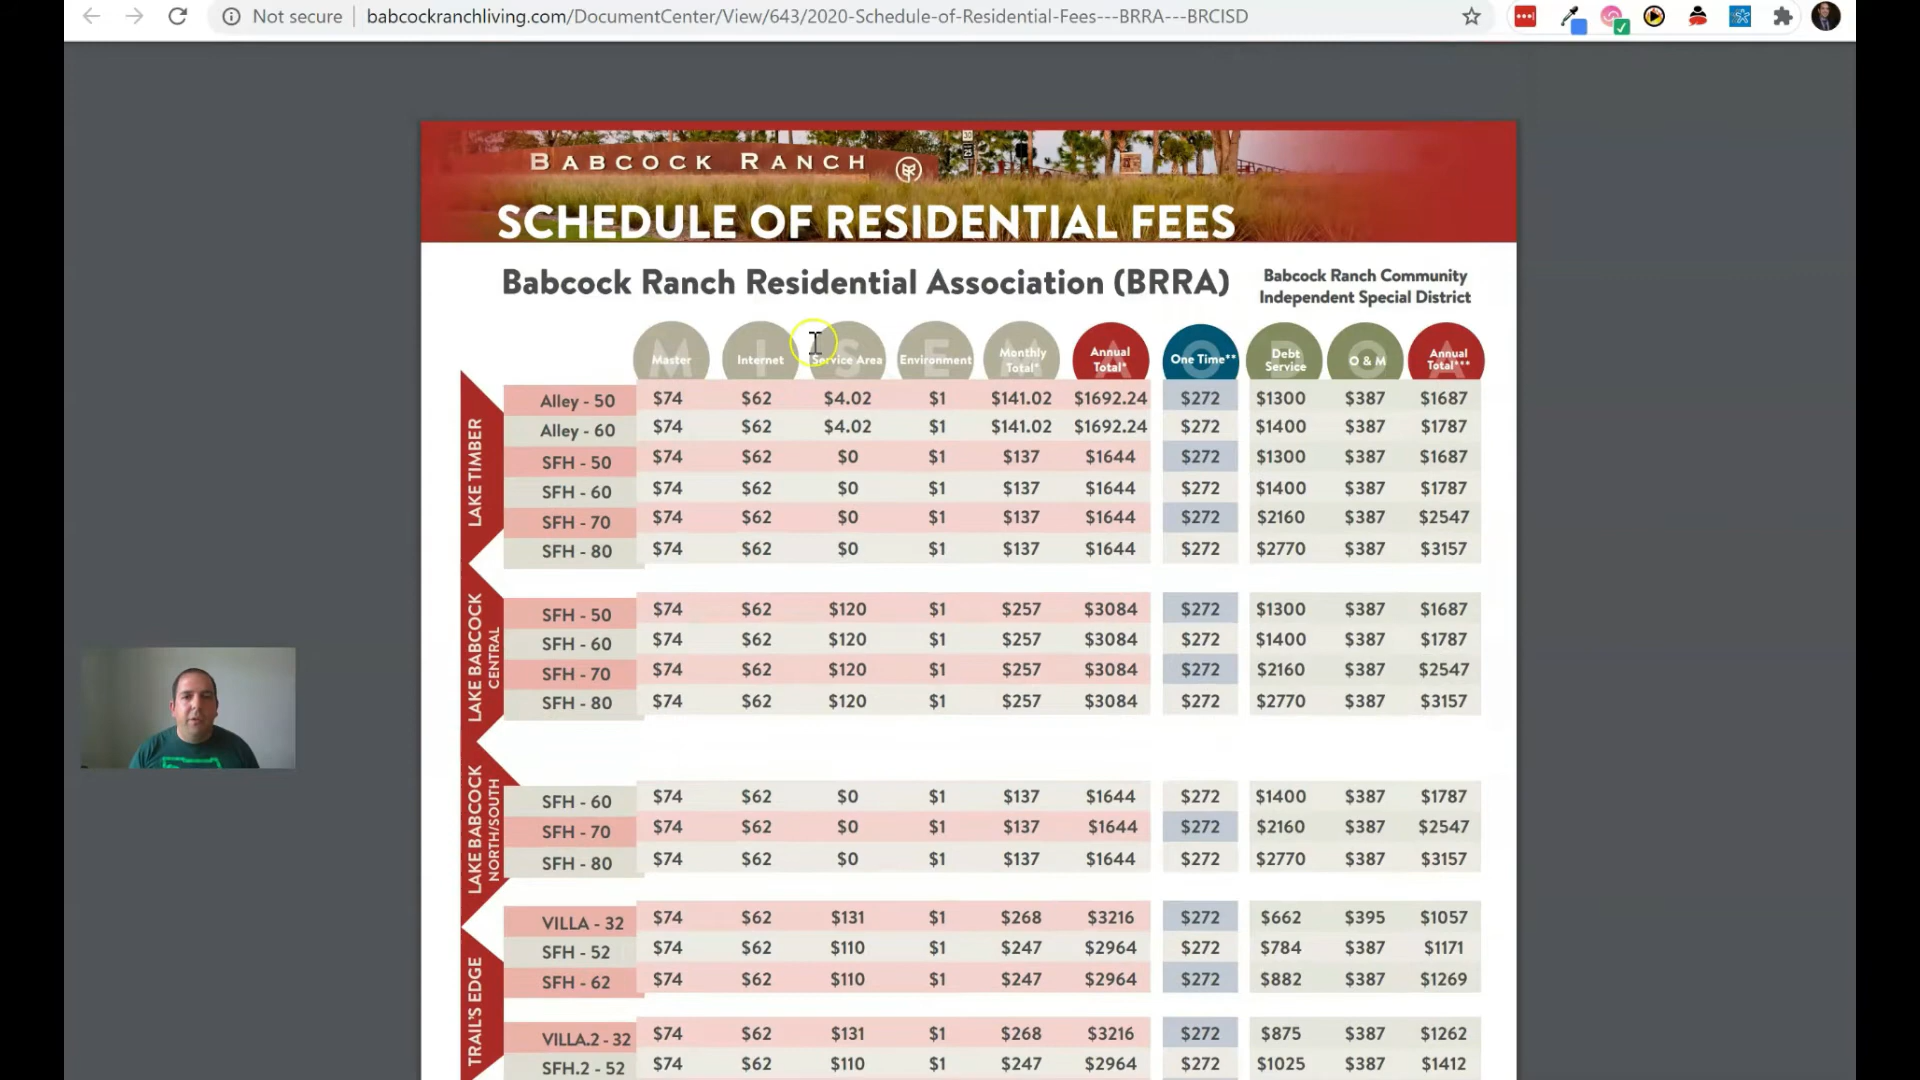 Not secure
babcockranchliving.com/DocumentCenter/View/643/2020-Schedule-of-Residential-Fees---BRRA---BRCISD
BABCOCK RANCH
SCHEDULE OF RESIDENTIAL FEES
Babcock Ranch Residential Association (BRRA)
Babcock Ranch Community
Independent Special District
Master Internet Service Area Environment Monthly Total* Annual Total* One Time** Debt Service O & M Annual Total***
LAKE TIMBER
Alley - 50 $74 $62 $4.02 $1 $141.02 $1692.24 $272 $1300 $387 $1687
Alley - 60 $74 $62 $4.02 $1 $141.02 $1692.24 $272 $1400 $387 $1787
SFH - 50 $74 $62 $0 $1 $137 $1644 $272 $1300 $387 $1687
SFH - 60 $74 $62 $0 $1 $137 $1644 $272 $1400 $387 $1787
SFH - 70 $74 $62 $0 $1 $137 $1644 $272 $2160 $387 $2547
SFH - 80 $74 $62 $0 $1 $137 $1644 $272 $2770 $387 $3157
LAKE BABCOCK
CENTRAL
SFH - 50 $74 $62 $120 $1 $257 $3084 $272 $1300 $387 $1687
SFH - 60 $74 $62 $120 $1 $257 $3084 $272 $1400 $387 $1787
SFH - 70 $74 $62 $120 $1 $257 $3084 $272 $2160 $387 $2547
SFH - 80 $74 $62 $120 $1 $257 $3084 $272 $2770 $387 $3157
LAKE BABCOCK
NORTH/SOUTH
SFH - 60 $74 $62 $0 $1 $137 $1644 $272 $1400 $387 $1787
SFH - 70 $74 $62 $0 $1 $137 $1644 $272 $2160 $387 $2547
SFH - 80 $74 $62 $0 $1 $137 $1644 $272 $2770 $387 $3157
TRAIL'S EDGE
VILLA - 32 $74 $62 $131 $1 $268 $3216 $272 $662 $395 $1057
SFH - 52 $74 $62 $110 $1 $247 $2964 $272 $784 $387 $1171
SFH - 62 $74 $62 $110 $1 $247 $2964 $272 $882 $387 $1269
VILLA.2 - 32 $74 $62 $131 $1 $268 $3216 $272 $875 $387 $1262
SFH.2 - 52 $74 $62 $110 $1 $247 $2964 $272 $1025 $387 $1412